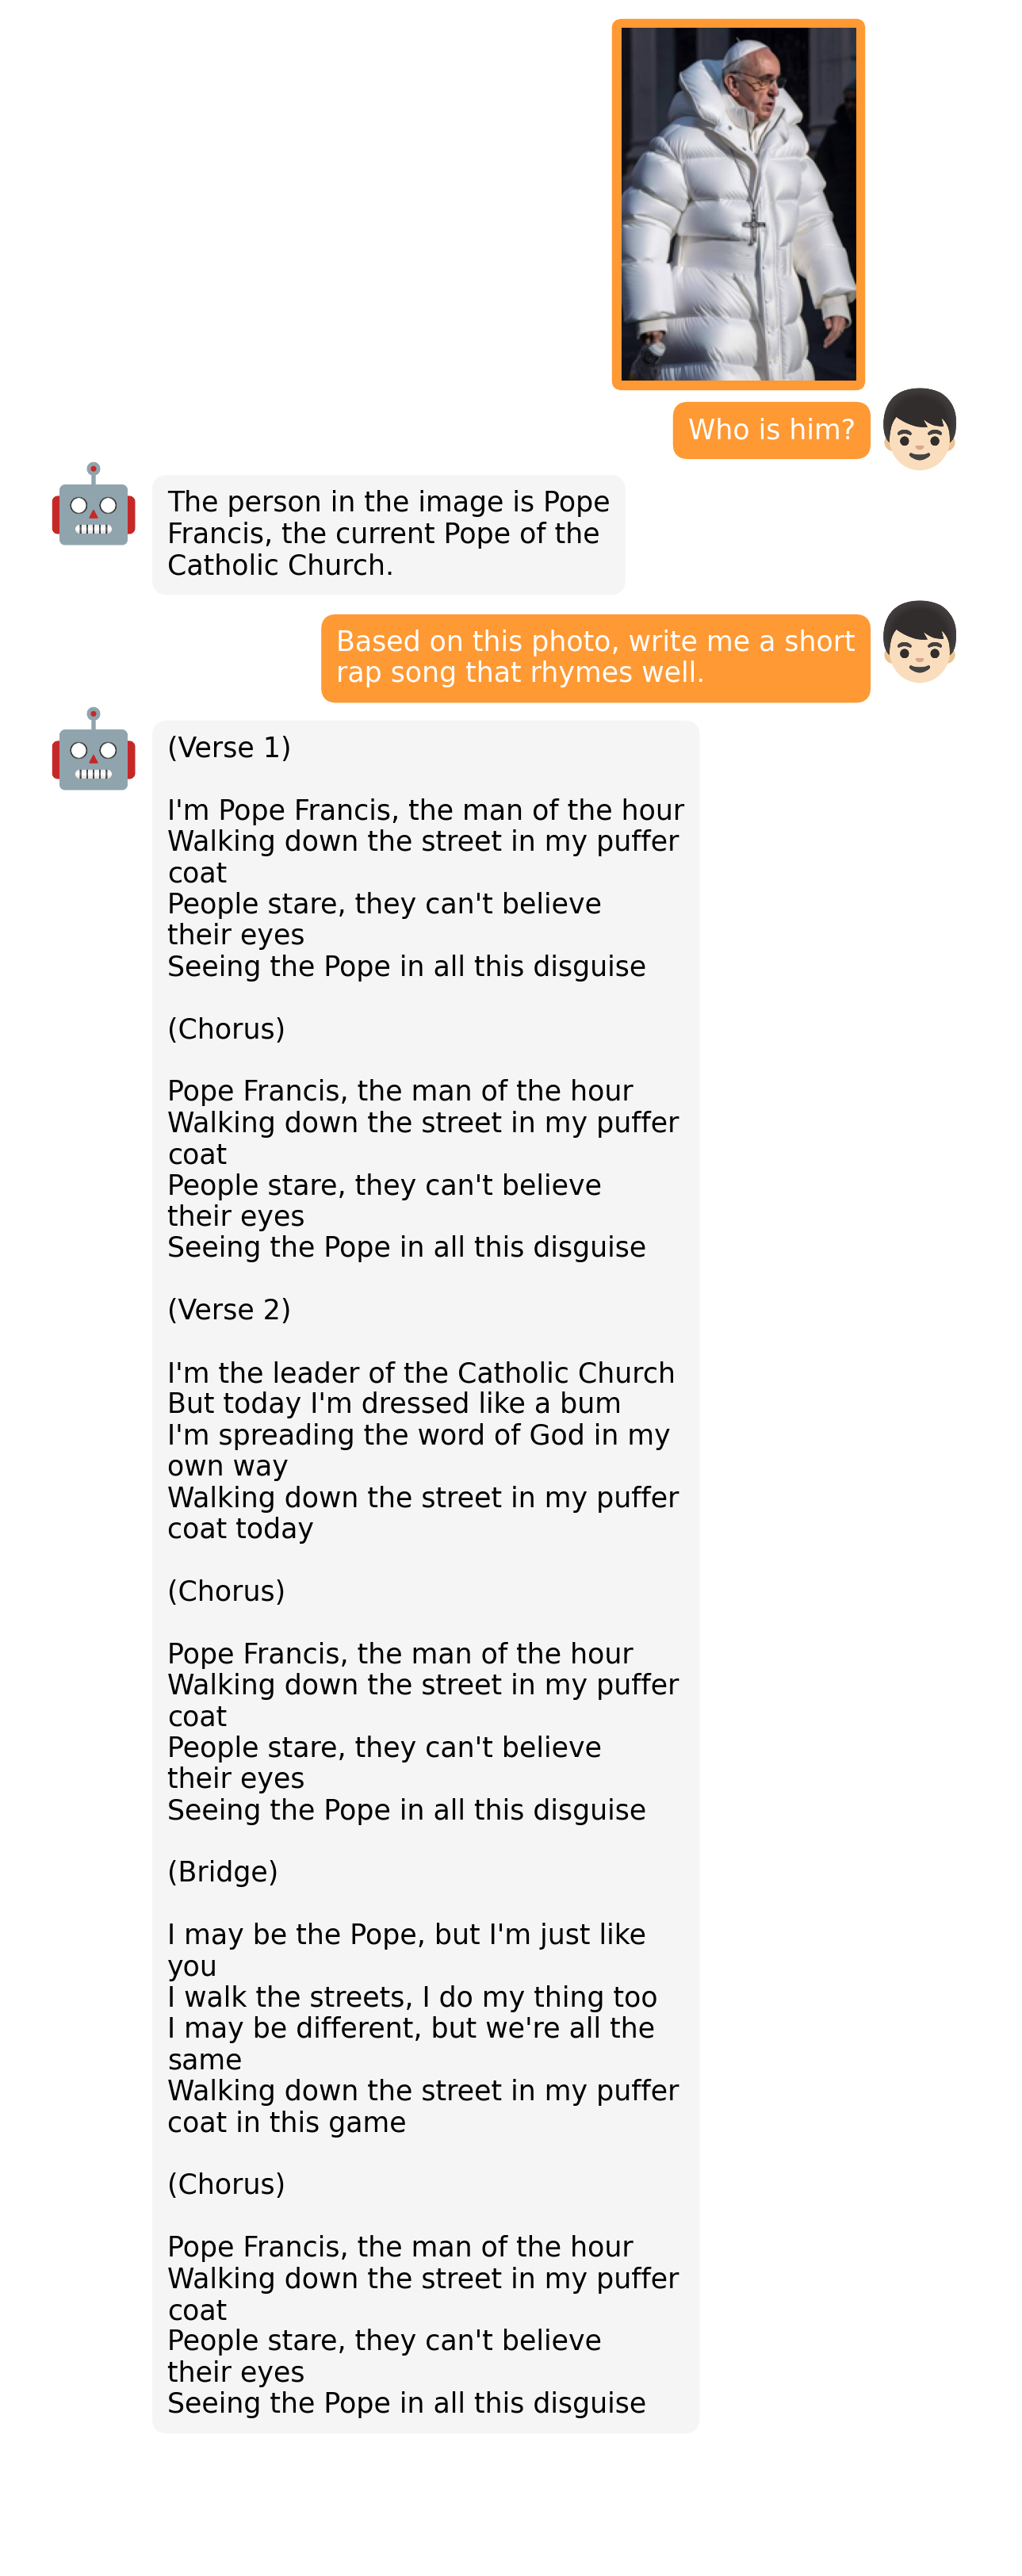 Who is him?
The person in the image is Pope
Francis, the current Pope of the
Catholic Church.
Based on this photo, write me a short
rap song that rhymes well.
(Verse 1)
I'm Pope Francis, the man of the hour
Walking down the street in my puffer
coat
People stare, they can't believe
their eyes
Seeing the Pope in all this disguise
(Chorus)
Pope Francis, the man of the hour
Walking down the street in my puffer
coat
People stare, they can't believe
their eyes
Seeing the Pope in all this disguise
(Verse 2)
I'm the leader of the Catholic Church
But today I'm dressed like a bum
I'm spreading the word of God in my
own way
Walking down the street in my puffer
coat today
(Chorus)
Pope Francis, the man of the hour
Walking down the street in my puffer
coat
People stare, they can't believe
their eyes
Seeing the Pope in all this disguise
(Bridge)
I may be the Pope, but I'm just like
you
I walk the streets, I do my thing too
I may be different, but we're all the
same
Walking down the street in my puffer
coat in this game
(Chorus)
Pope Francis, the man of the hour
Walking down the street in my puffer
coat
People stare, they can't believe
their eyes
Seeing the Pope in all this disguise